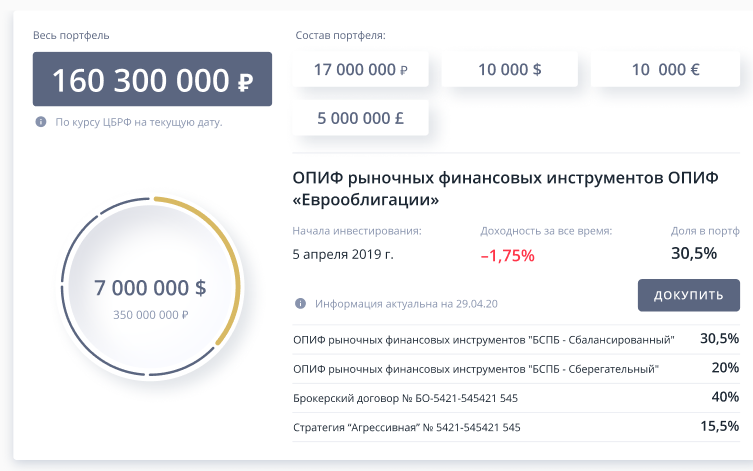 Весь портфель
160 300 000 ₽
По курсу ЦБРФ на текущую дату.
7 000 000 $
350 000 000 ₽
Состав портфеля:
17 000 000 ₽
10 000 $
10 000 €
5 000 000 £
ОПИФ рыночных финансовых инструментов ОПИФ
«Еврооблигации»
Начала инвестирования:
Доходность за все время:
Доля в портф
5 апреля 2019 г.
–1,75%
30,5%
Информация актуальна на 29.04.20
ДОКУПИТЬ
ОПИФ рыночных финансовых инструментов "БСПБ - Сбалансированный" 30,5%
ОПИФ рыночных финансовых инструментов "БСПБ - Сберегательный" 20%
Брокерский договор № БО-5421-545421 545 40%
Стратегия “Агрессивная” № 5421-545421 545 15,5%